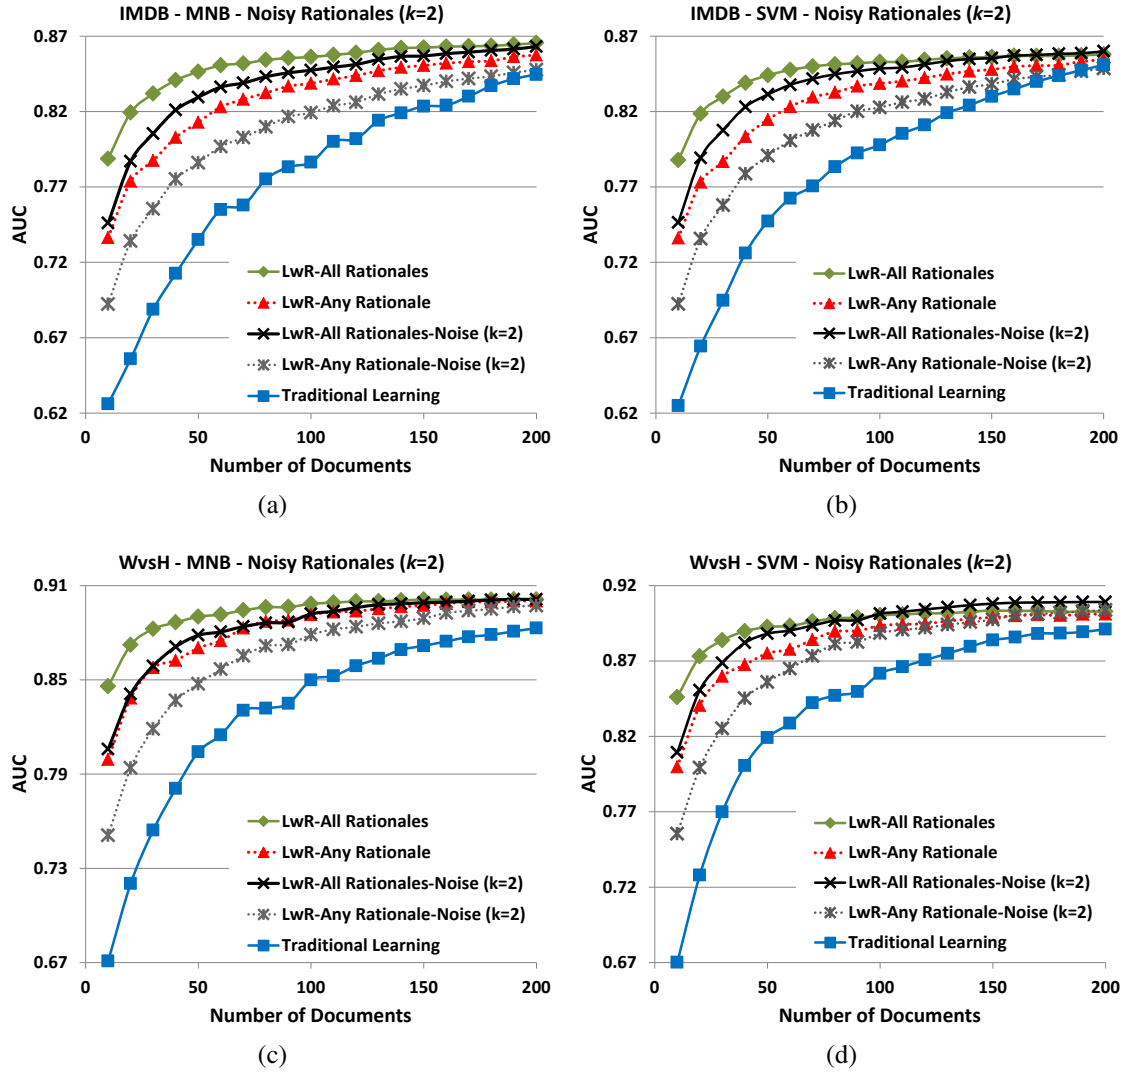 IMDB - MNB - Noisy Rationales (k=2)
0.87
0.82
0.77
0.72
0.67
0.62
AUC
0 50 100 150 200
Number of Documents
LwR-All Rationales
LwR-Any Rationale
LwR-All Rationales-Noise (k=2)
LwR-Any Rationale-Noise (k=2)
Traditional Learning
(a)
IMDB - SVM - Noisy Rationales (k=2)
0.87
0.82
0.77
0.72
0.67
0.62
AUC
0 50 100 150 200
Number of Documents
LwR-All Rationales
LwR-Any Rationale
LwR-All Rationales-Noise (k=2)
LwR-Any Rationale-Noise (k=2)
Traditional Learning
(b)
WvsH - MNB - Noisy Rationales (k=2)
0.91
0.85
0.79
0.73
0.67
AUC
0 50 100 150 200
Number of Documents
LwR-All Rationales
LwR-Any Rationale
LwR-All Rationales-Noise (k=2)
LwR-Any Rationale-Noise (k=2)
Traditional Learning
(c)
WvsH - SVM - Noisy Rationales (k=2)
0.92
0.87
0.82
0.77
0.72
0.67
AUC
0 50 100 150 200
Number of Documents
LwR-All Rationales
LwR-Any Rationale
LwR-All Rationales-Noise (k=2)
LwR-Any Rationale-Noise (k=2)
Traditional Learning
(d)